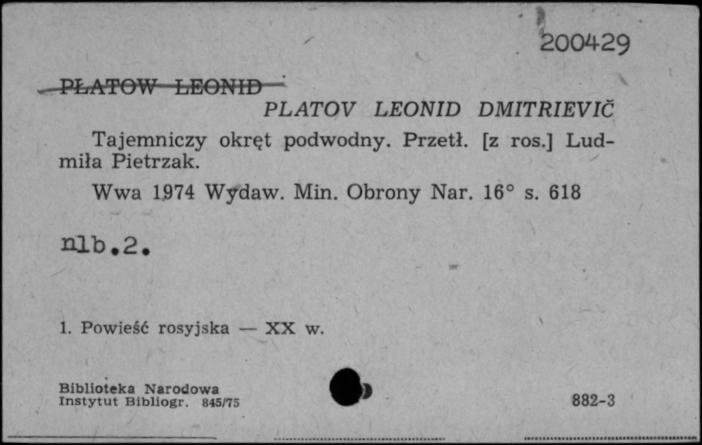 200429
PŁATOW LEONID
PLATOV LEONID DMITRIEVIČ
Tajemniczy okręt podwodny. Przetł. [z ros.] Lud-
miła Pietrzak.
Wwa 1974 Wydaw. Min. Obrony Nar. 16° s. 618
nlb.2.
1. Powieść rosyjska — XX w.
Biblioteka Narodowa
Instytut Bibliogr. 845/75
882-3